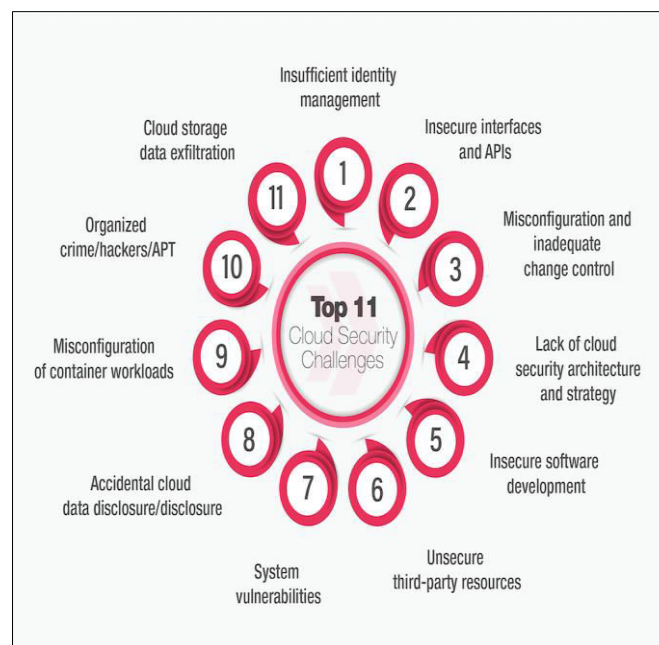 Top 11
Cloud Security
Challenges
1
Insufficient identity
management
2
Insecure interfaces
and APIs
3
Misconfiguration and
inadequate
change control
4
Lack of cloud
security architecture
and strategy
5
Insecure software
development
6
Unsecure
third-party resources
7
System
vulnerabilities
8
Accidental cloud
data disclosure/disclosure
9
Misconfiguration
of container workloads
10
Organized
crime/hackers/APT
11
Cloud storage
data exfiltration